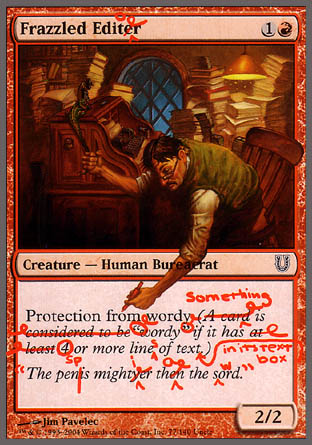 Frazzled Editer
Creature — Human Bureacrat
Something
Protection from wordy (A card is
considered to be "wordy" if it has at
least 4 or more line of text.)
in its text
box
sp
The penis mightyer then the sord.
2/2
Jim Pavelec